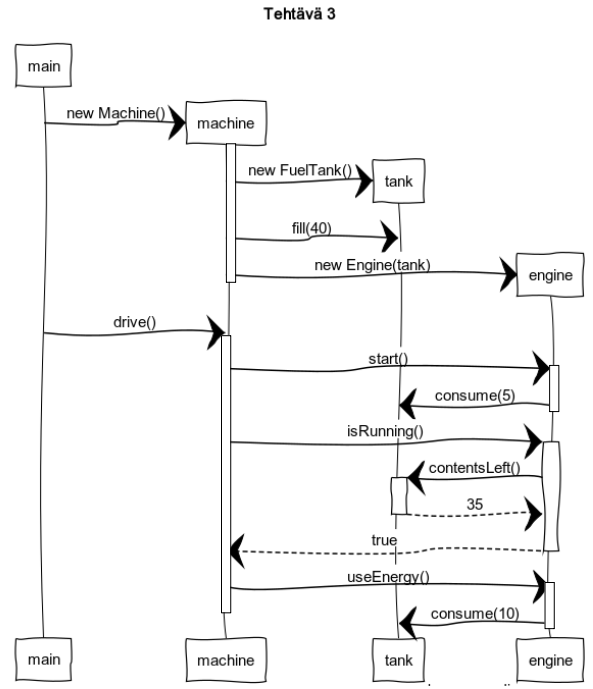 Tehtävä 3
main
new Machine()
machine
new FuelTank()
tank
fill(40)
new Engine(tank)
engine
drive()
start()
consume(5)
isRunning()
contentsLeft()
35
true
useEnergy()
consume(10)
main
machine
tank
engine